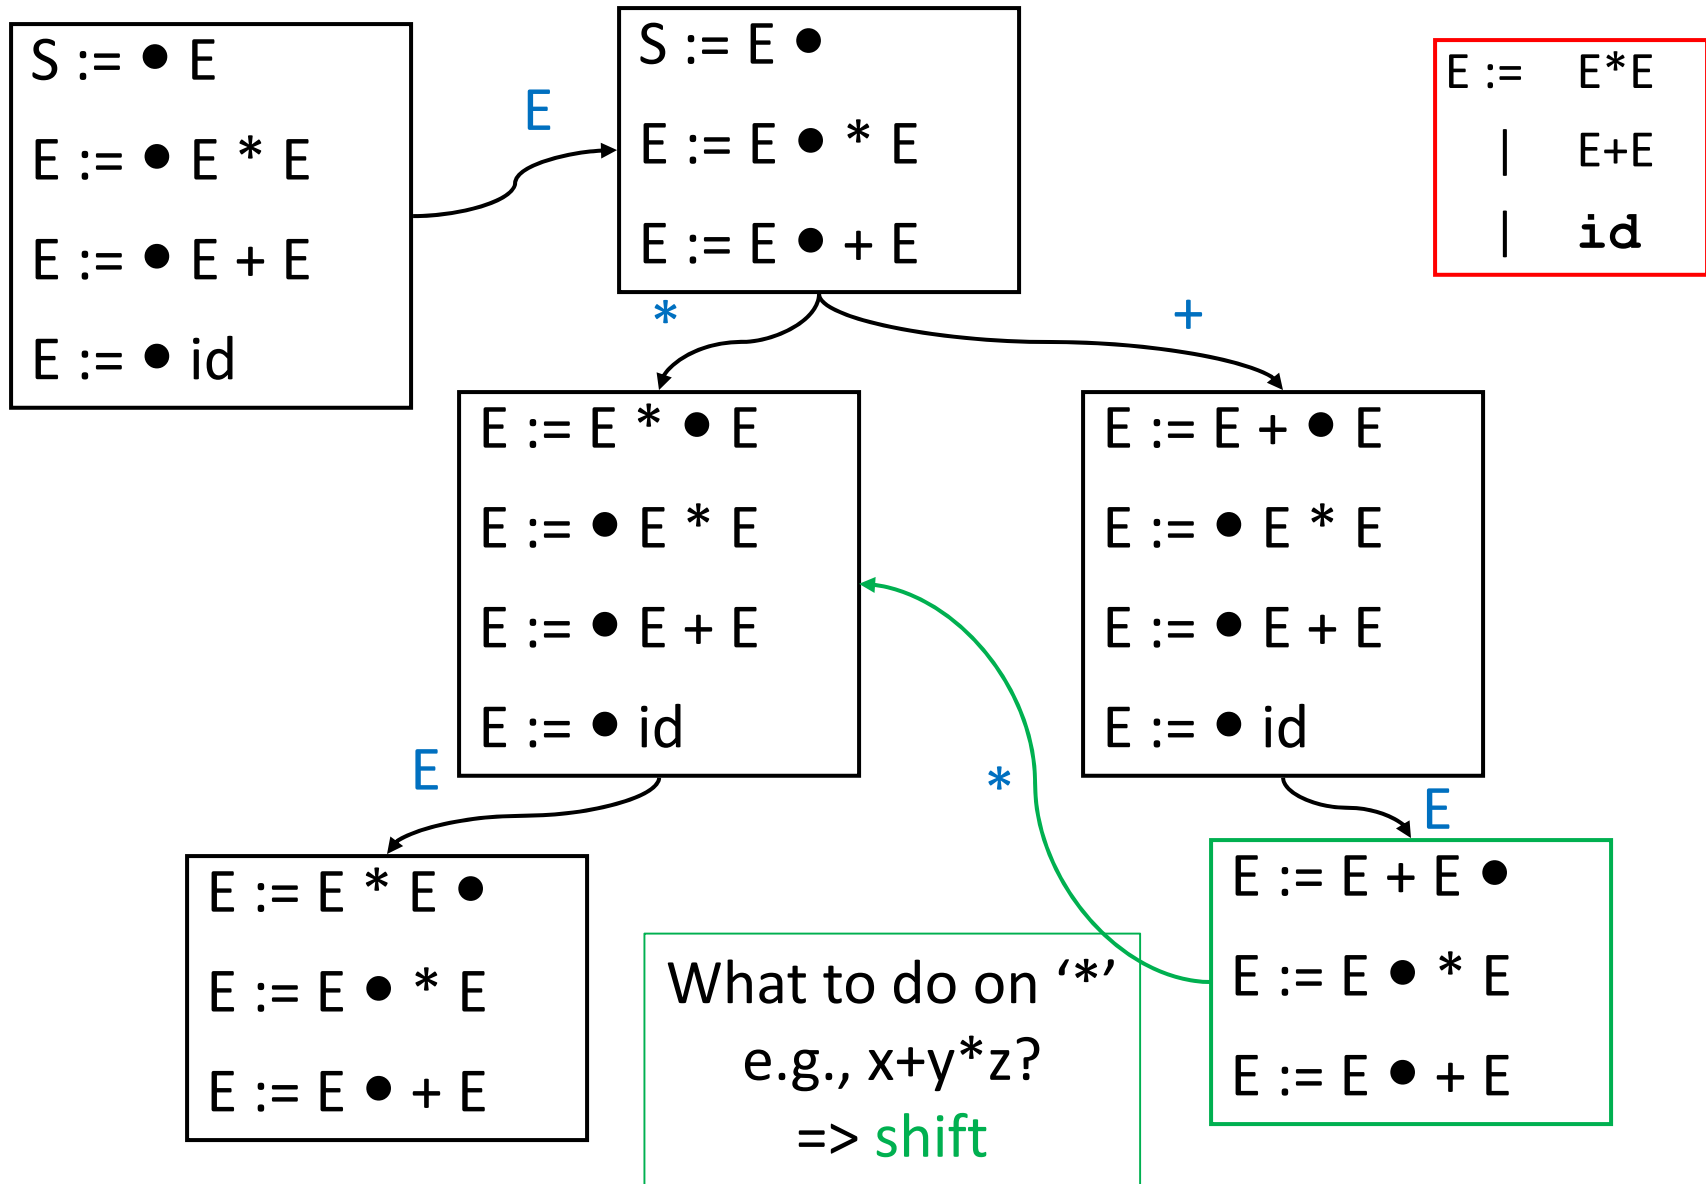 S := ● E
E := ● E * E
E := ● E + E
E := ● id
E
S := E ●
E := E ● * E
E := E ● + E
E := E*E
| E+E
| id
*
+
E := E * ● E
E := ● E * E
E := ● E + E
E := ● id
E := E + ● E
E := ● E * E
E := ● E + E
E := ● id
E
*
E
E := E * E ●
E := E ● * E
E := E ● + E
What to do on ‘*’
e.g., x+y*z?
=> shift
E := E + E ●
E := E ● * E
E := E ● + E